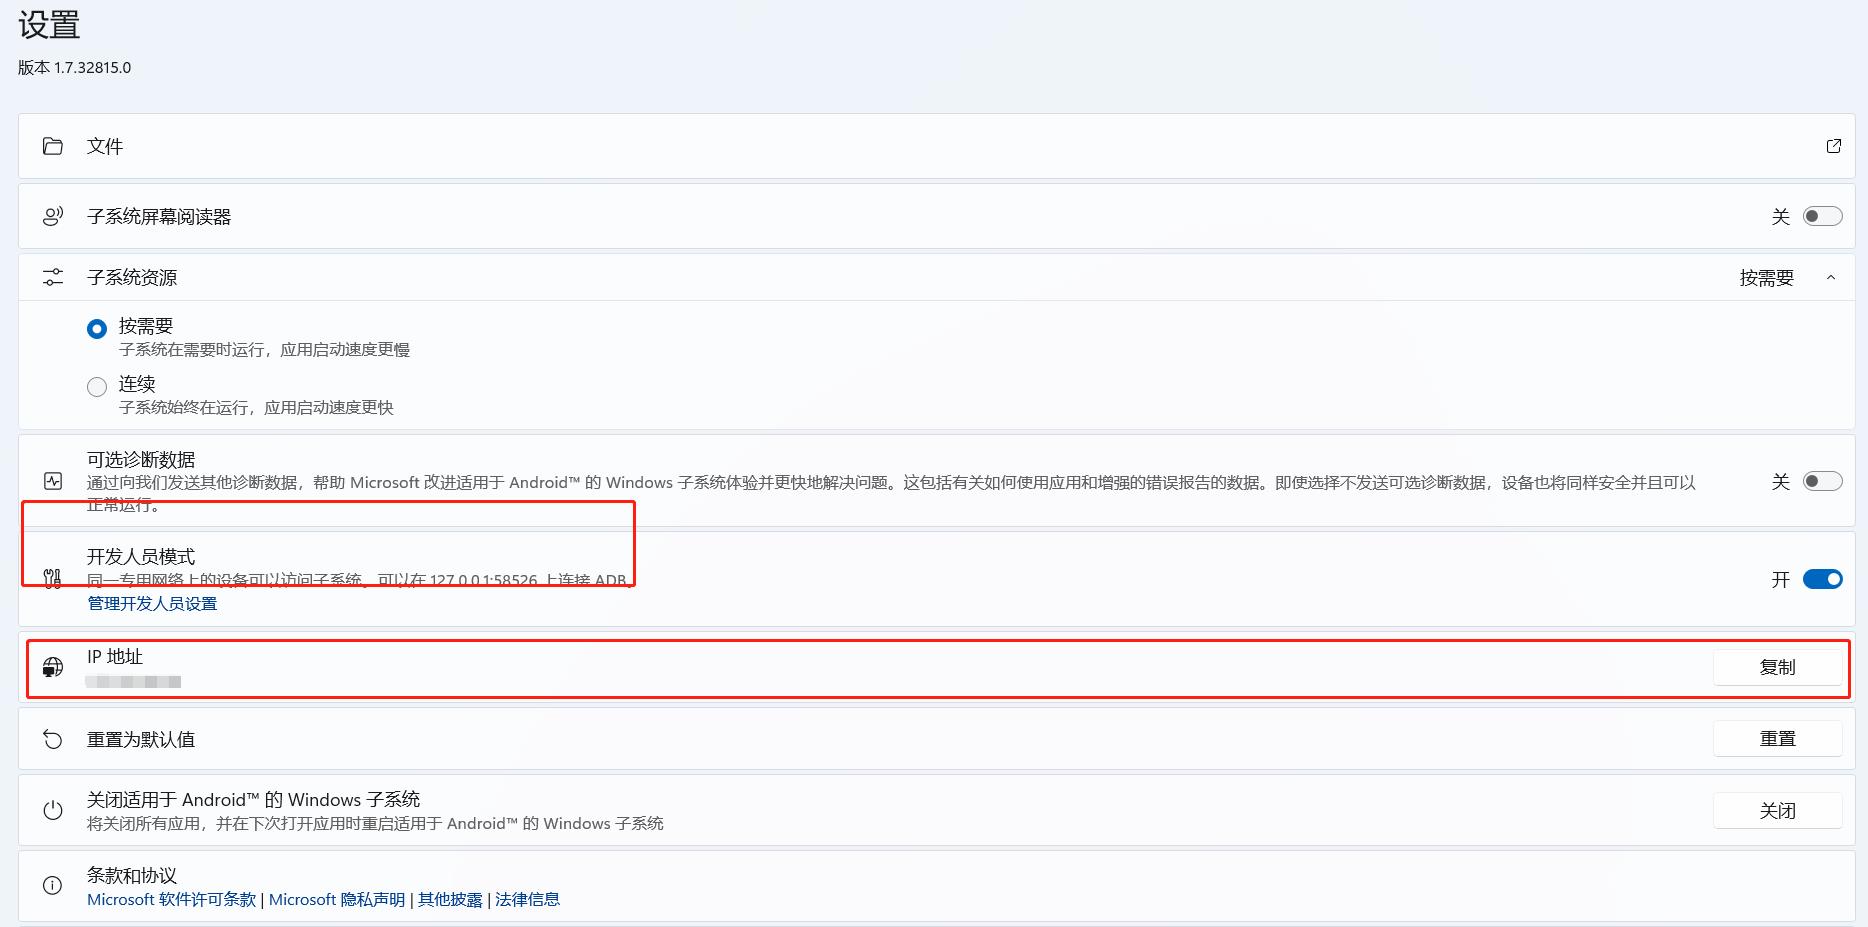 设置
版本 1.7.32815.0
文件
子系统屏幕阅读器
关
子系统资源
按需要
按需要
子系统在需要时运行，应用启动速度更慢
连续
子系统始终在运行，应用启动速度更快
可选诊断数据
通过向我们发送其他诊断数据，帮助 Microsoft 改进适用于 Android™ 的 Windows 子系统体验并更快地解决问题。这包括有关如何使用应用和增强的错误报告的数据。即使选择不发送可选诊断数据，设备也将同样安全并且可以
正常运行。
关
开发人员模式
同一专用网络上的设备可以访问子系统。可以在 127.0.0.1:58526 上连接 ADB。
管理开发人员设置
开
IP 地址
复制
重置为默认值
重置
关闭适用于 Android™ 的 Windows 子系统
将关闭所有应用，并在下次打开应用时重启适用于 Android™ 的 Windows 子系统
关闭
条款和协议
Microsoft 软件许可条款 | Microsoft 隐私声明 | 其他披露 | 法律信息